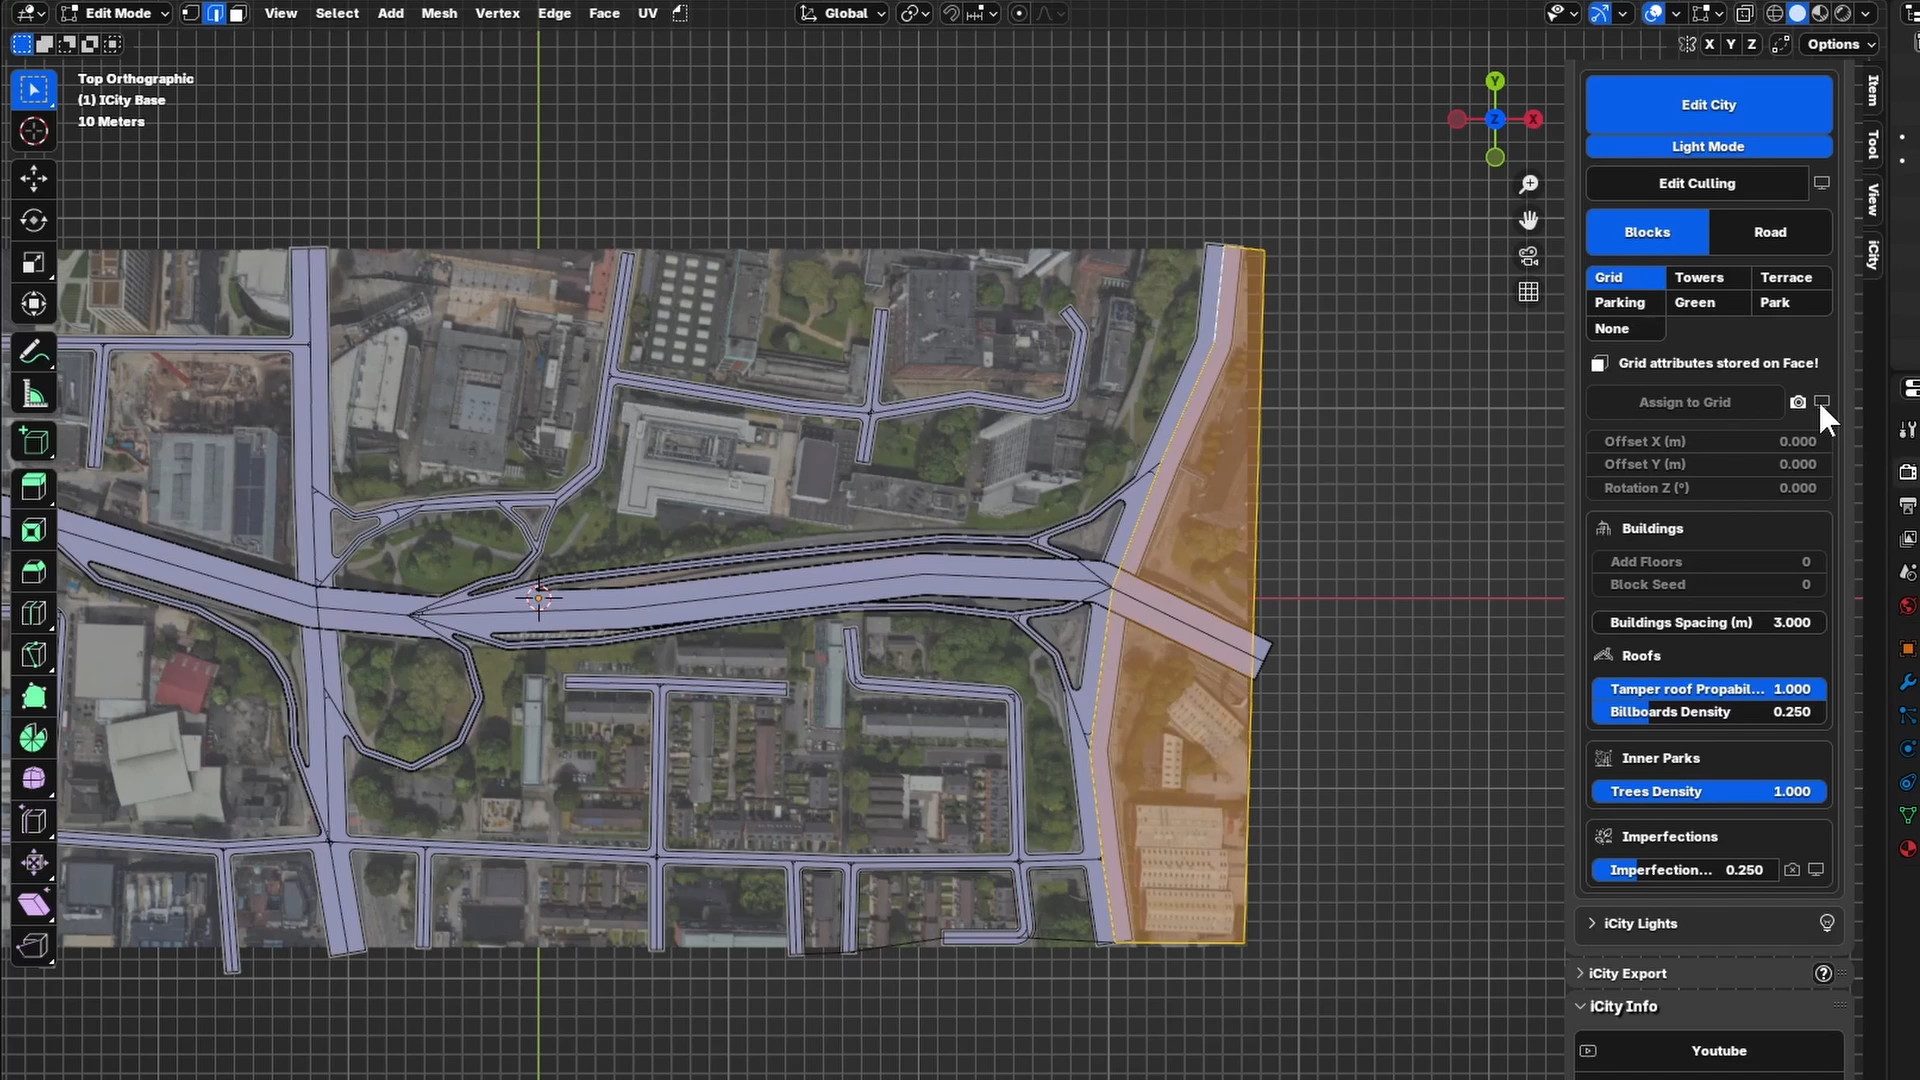 Edit Mode View Select Add Mesh Vertex Edge Face UV Global
X Y Z Options
Top Orthographic
(1) ICity Base
10 Meters
Y
Z
X
Item
Tool
View
iCity
Edit City
Light Mode
Edit Culling
Blocks Road
Grid Towers Terrace
Parking Green Park
None
Grid attributes stored on Face!
Assign to Grid
Offset X (m) 0.000
Offset Y (m) 0.000
Rotation Z (°) 0.000
Buildings
Add Floors 0
Block Seed 0
Buildings Spacing (m) 3.000
Roofs
Tamper roof Propabil... 1.000
Billboards Density 0.250
Inner Parks
Trees Density 1.000
Imperfections
Imperfection... 0.250
iCity Lights
iCity Export ?
iCity Info
Youtube